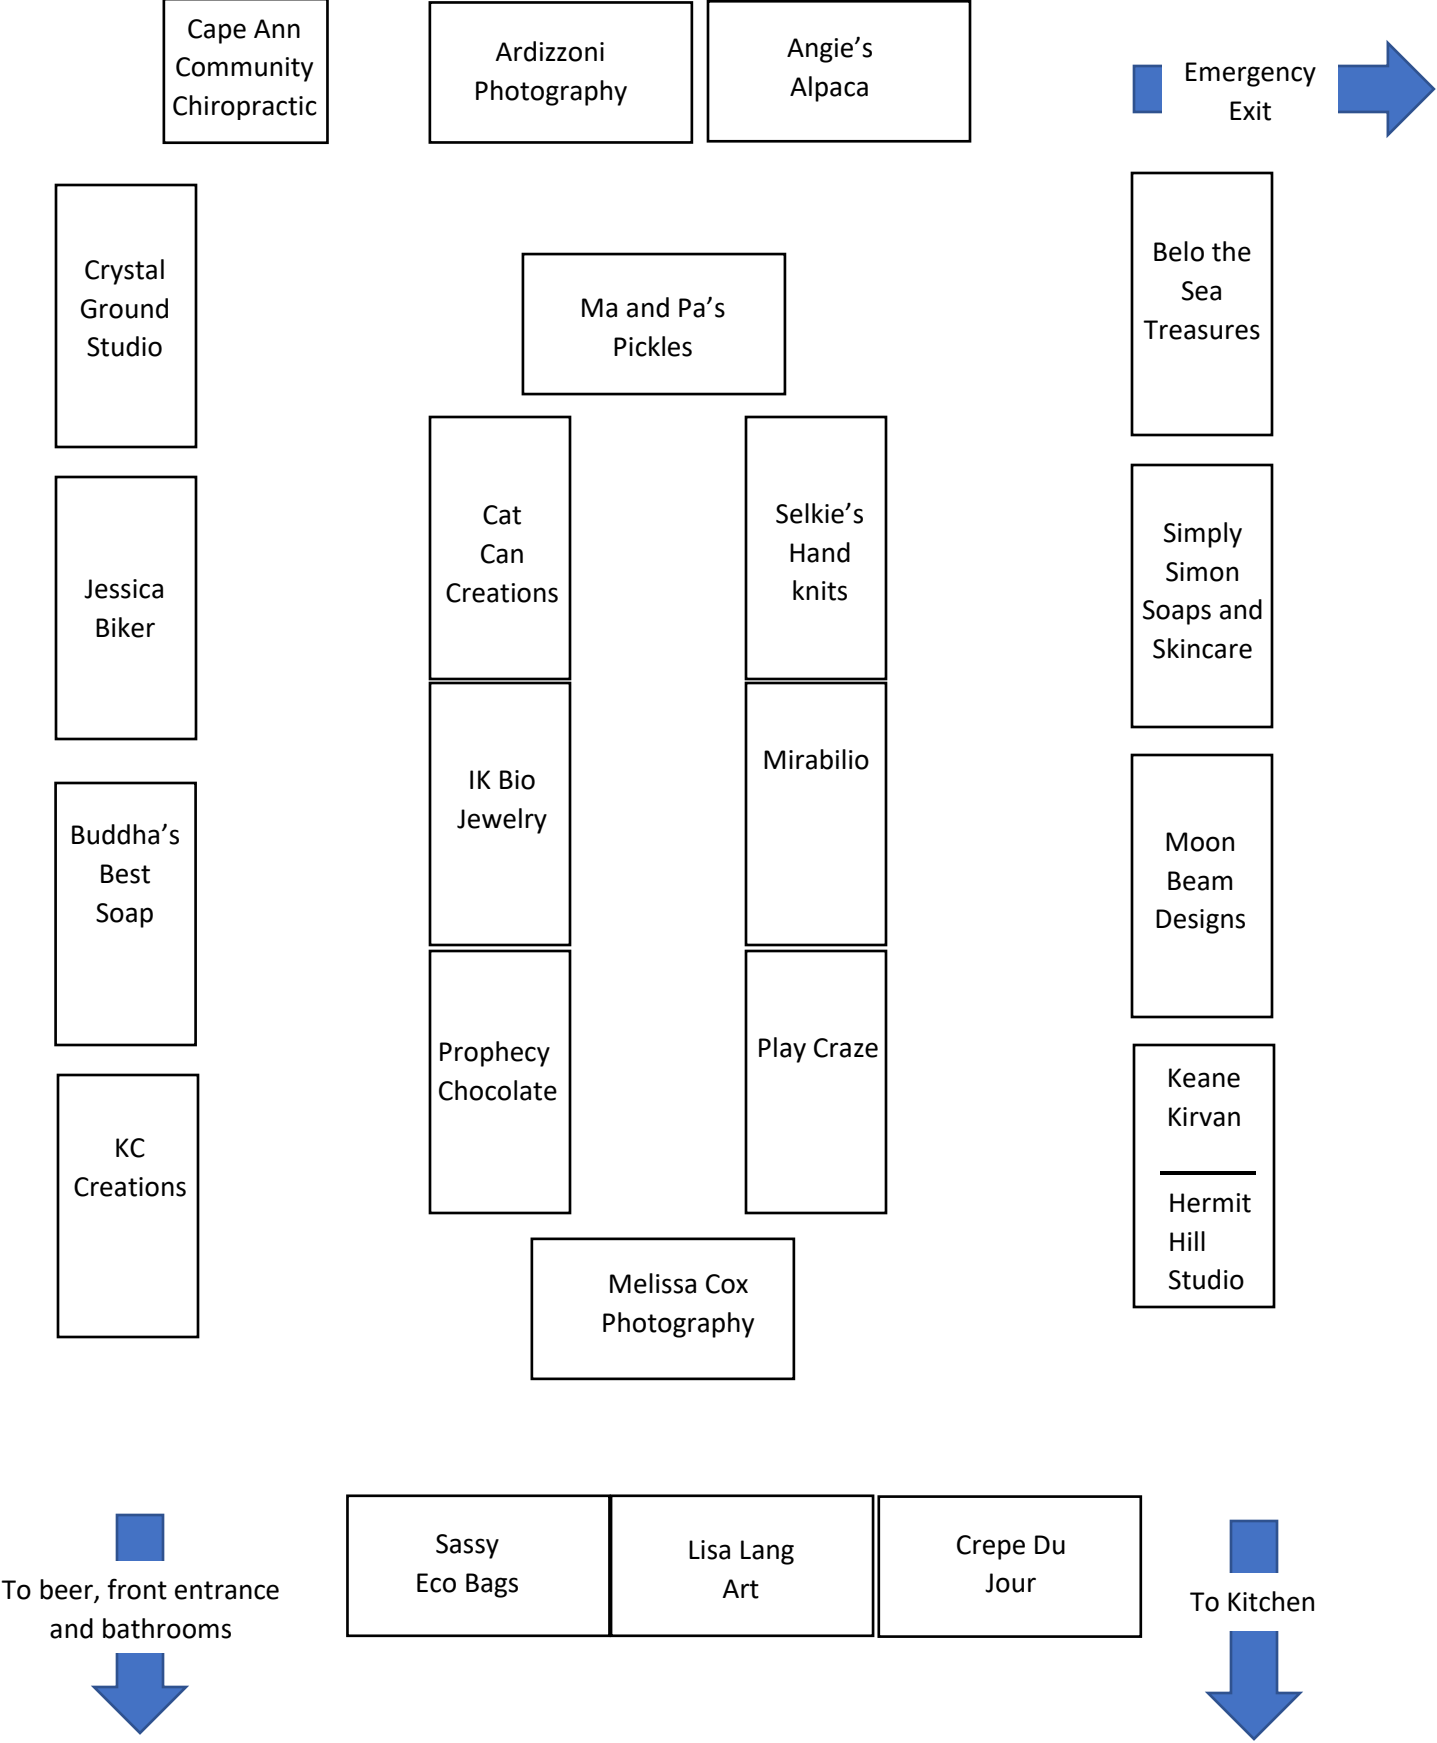 Cape Ann
Community
Chiropractic
Ardizzoni
Photography
Angie’s
Alpaca
Emergency
Exit
Crystal
Ground
Studio
Ma and Pa’s
Pickles
Belo the
Sea
Treasures
Jessica
Biker
Cat
Can
Creations
Selkie’s
Hand
knits
Simply
Simon
Soaps and
Skincare
Buddha’s
Best
Soap
IK Bio
Jewelry
Mirabilio
Moon
Beam
Designs
KC
Creations
Prophecy
Chocolate
Play Craze
Keane
Kirvan
Hermit
Hill
Studio
Melissa Cox
Photography
To beer, front entrance
and bathrooms
Sassy
Eco Bags
Lisa Lang
Art
Crepe Du
Jour
To Kitchen